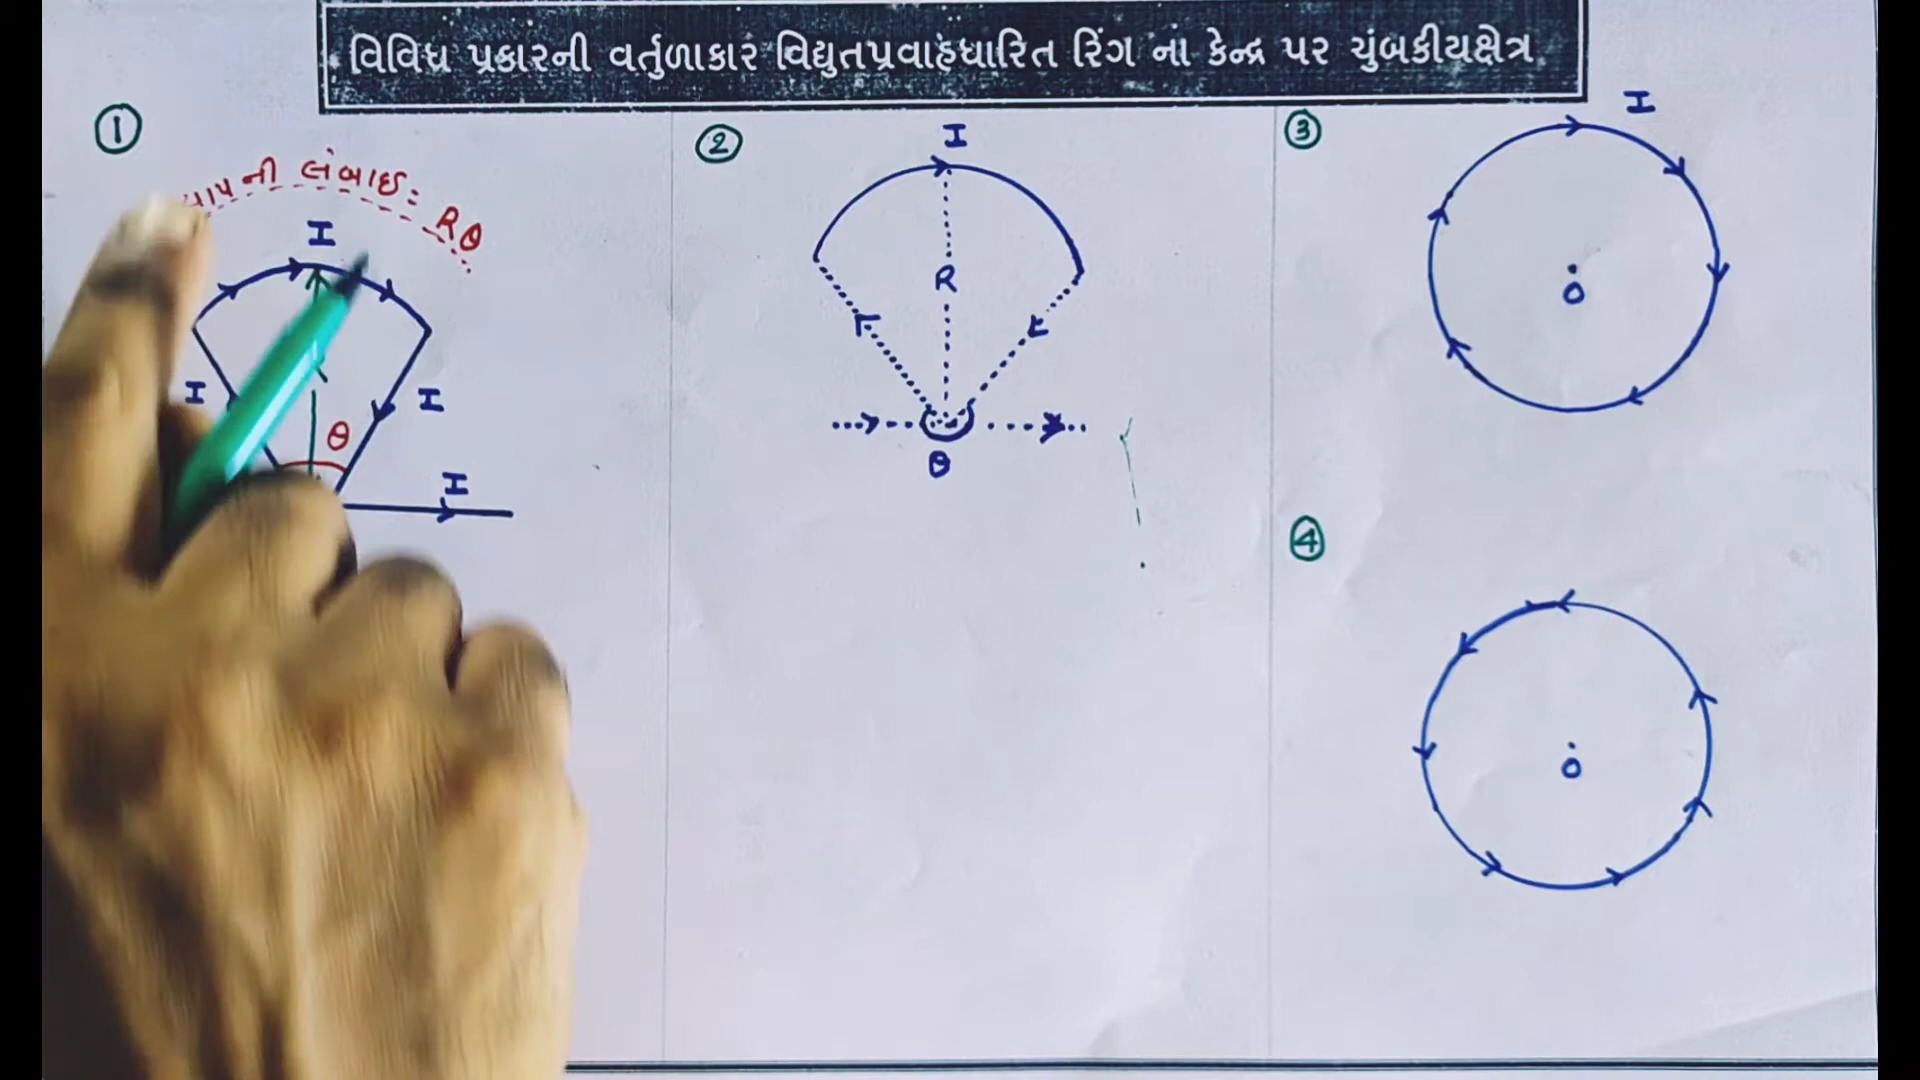 વિવિધ પ્રકારની વર્તુળાકાર વિદ્યુતપ્રવાહધારિત રિંગ નાં કેન્દ્ર પર ચુંબકીયક્ષેત્ર
1
ની લંબાઈ = Rθ
I
I
I
θ
I
2
I
R
θ
3
I
O
4
O